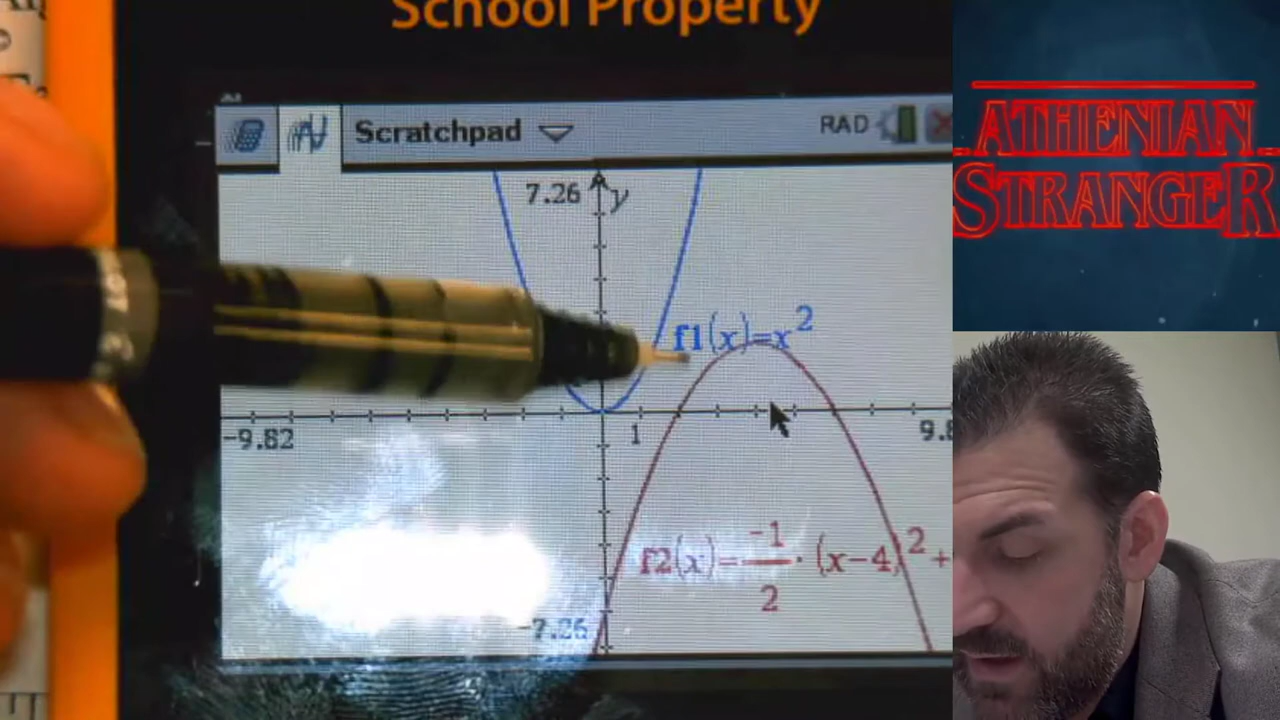 School Property
Scratchpad
RAD
7.26
y
f1(x)=x²
-9.82
1
9.8
f2(x)=-1/2·(x-4)²+
-7.26
ATHENIAN
STRANGER